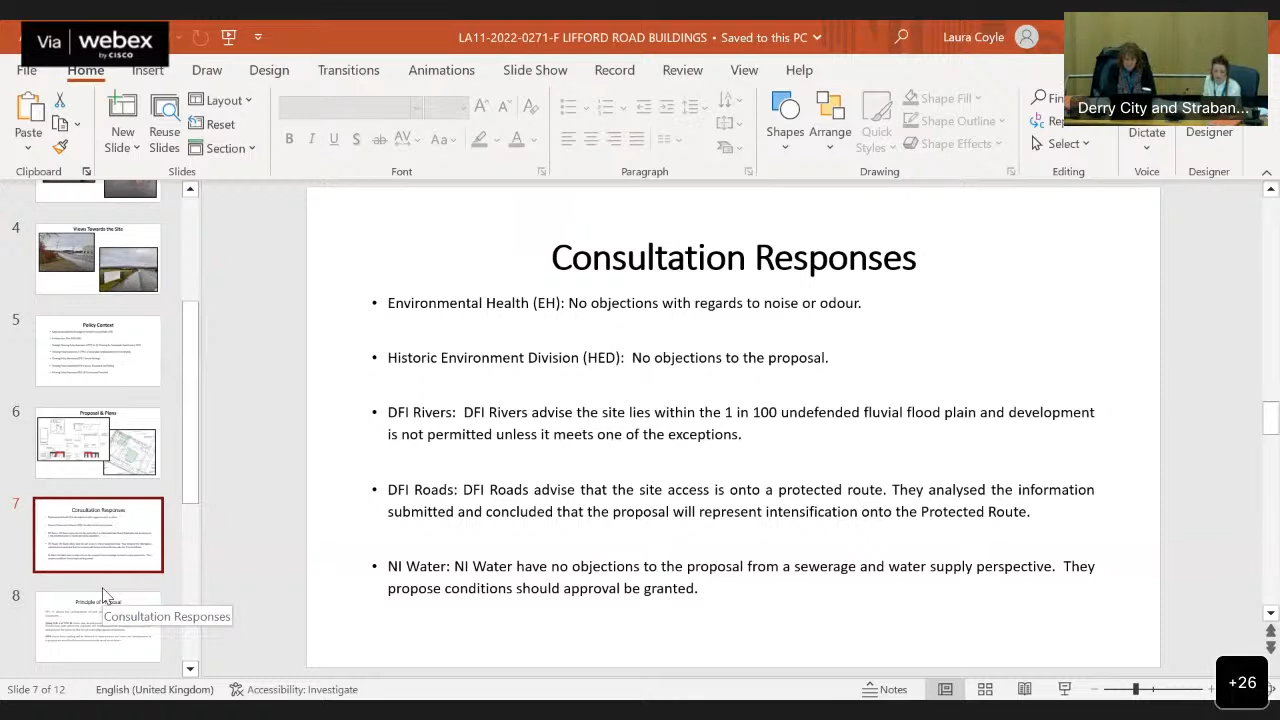 Via webex
by CISCO
LA11-2022-0271-F LIFFORD ROAD BUILDINGS • Saved to this PC
Laura Coyle
File Home Insert Draw Design Transitions Animations Slide Show Record Review View Help
Derry City and Straban...
Paste
New
Slide
Reuse
Slides
Layout
Reset
Section
B I U S ab AV Aa A
Shapes
Arrange
Quick
Styles
Shape Fill
Shape Outline
Shape Effects
Select
Dictate
Designer
Clipboard Slides Font Paragraph Drawing Editing Voice Designer
4
Views Towards the Site
5
Policy Context
6
Proposal & Plans
7
Consultation Responses
8
Consultation Responses
Consultation Responses
• Environmental Health (EH): No objections with regards to noise or odour.
• Historic Environment Division (HED): No objections to the proposal.
• DFI Rivers: DFI Rivers advise the site lies within the 1 in 100 undefended fluvial flood plain and development
is not permitted unless it meets one of the exceptions.
• DFI Roads: DFI Roads advise that the site access is onto a protected route. They analysed the information
submitted and concluded that the proposal will represent intensification onto the Protected Route.
• NI Water: NI Water have no objections to the proposal from a sewerage and water supply perspective. They
propose conditions should approval be granted.
Slide 7 of 12
English (United Kingdom)
Accessibility: Investigate
Notes
+26